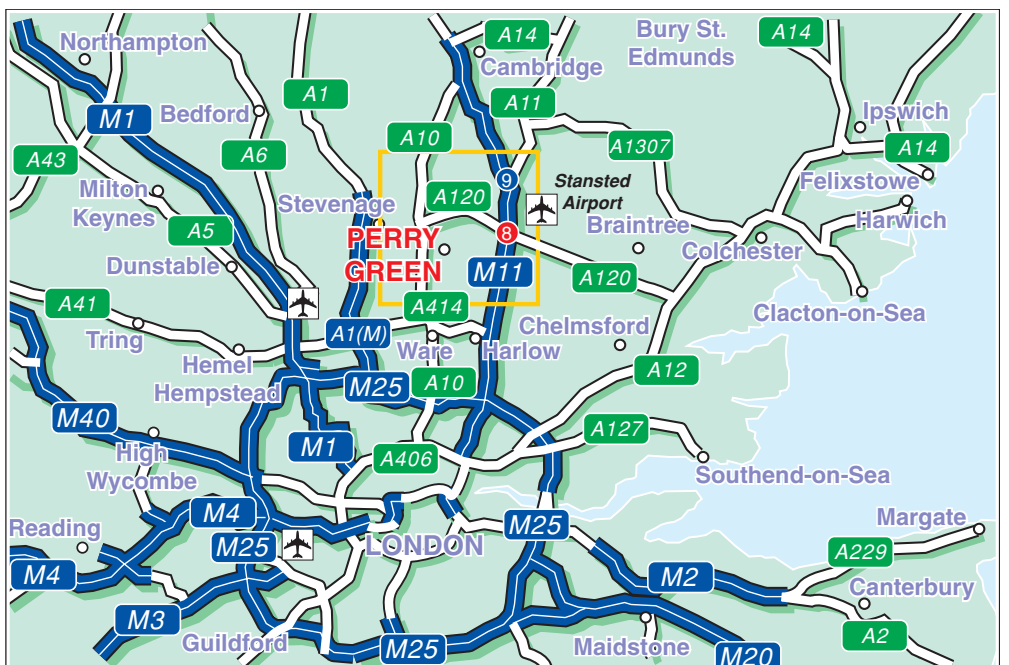 Northampton
A14
Cambridge
Bury St.
Edmunds
A14
M1
Bedford
A1
A11
Ipswich
A43
A6
A10
A1307
A14
Milton
Keynes
Stevenage
A120
9
Stansted
Airport
Felixstowe
Harwich
A5
PERRY
GREEN
8
Braintree
Colchester
Dunstable
M11
A120
A41
A414
Clacton-on-Sea
Tring
A1(M)
Ware
Harlow
Chelmsford
Hemel
Hempstead
M25
A10
A12
M40
M1
A406
A127
High
Wycombe
Southend-on-Sea
Reading
M4
M25
LONDON
M25
Margate
M4
A229
M2
Canterbury
M3
Guildford
M25
Maidstone
A2
M20